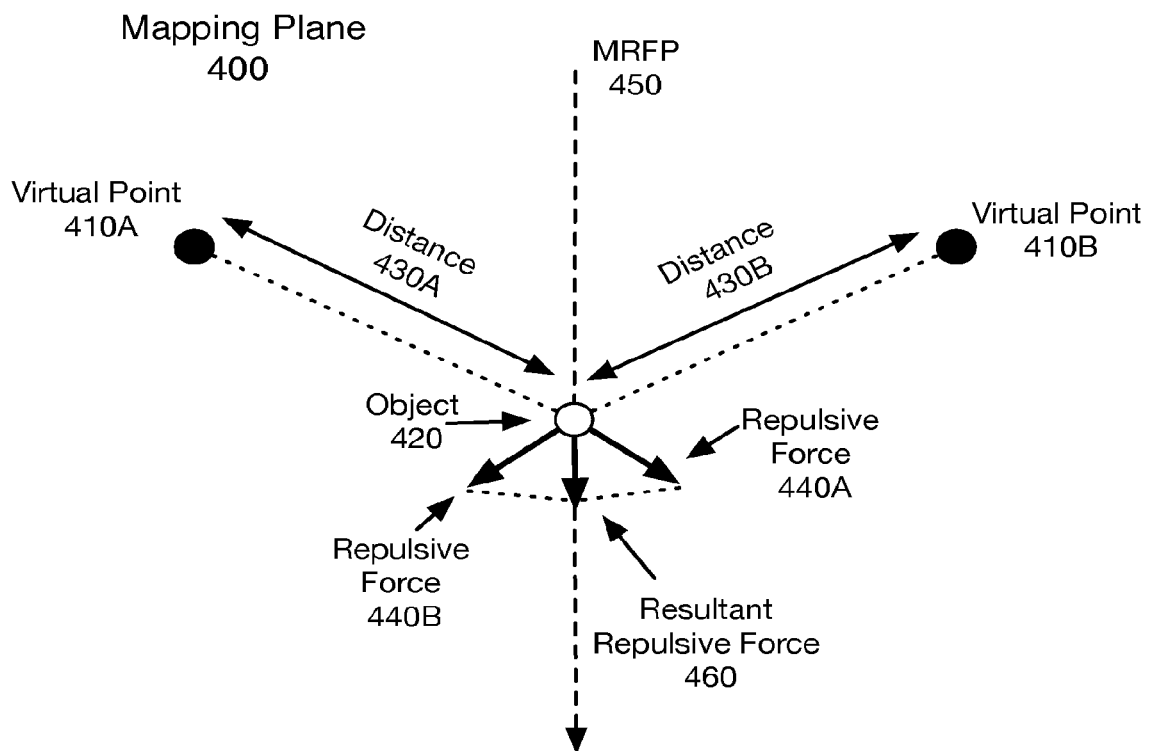 Mapping Plane
400
MRFP
450
Virtual Point
410A
Distance
430A
Distance
430B
Virtual Point
410B
Object
420
Repulsive
Force
440A
Repulsive
Force
440B
Resultant
Repulsive Force
460